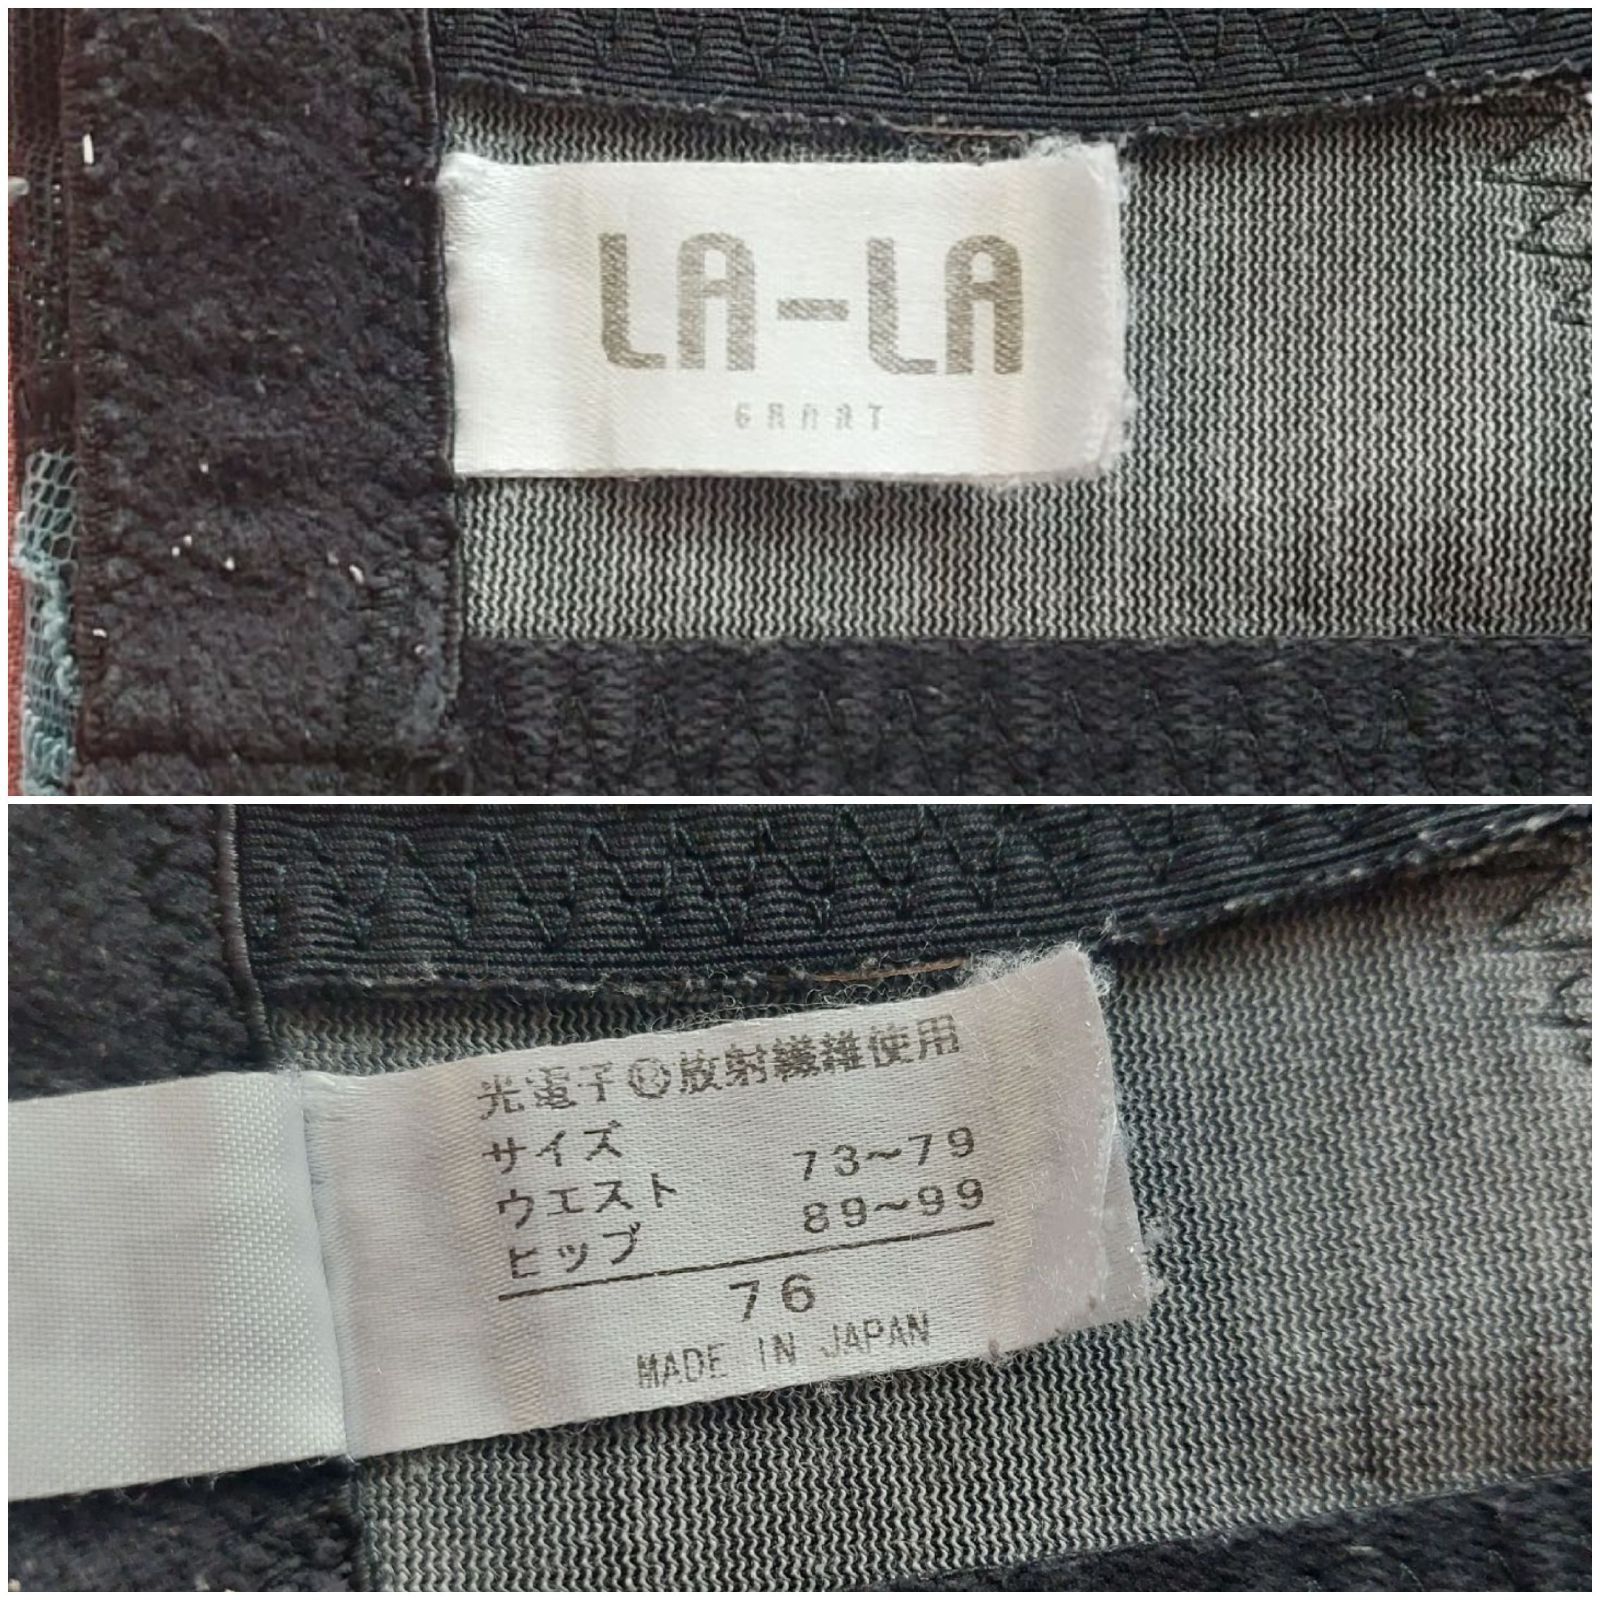 LA-LA
GRART
光電子®放射繊維使用
サイズ
ウエスト 73~79
ヒップ 89~99
76
MADE IN JAPAN